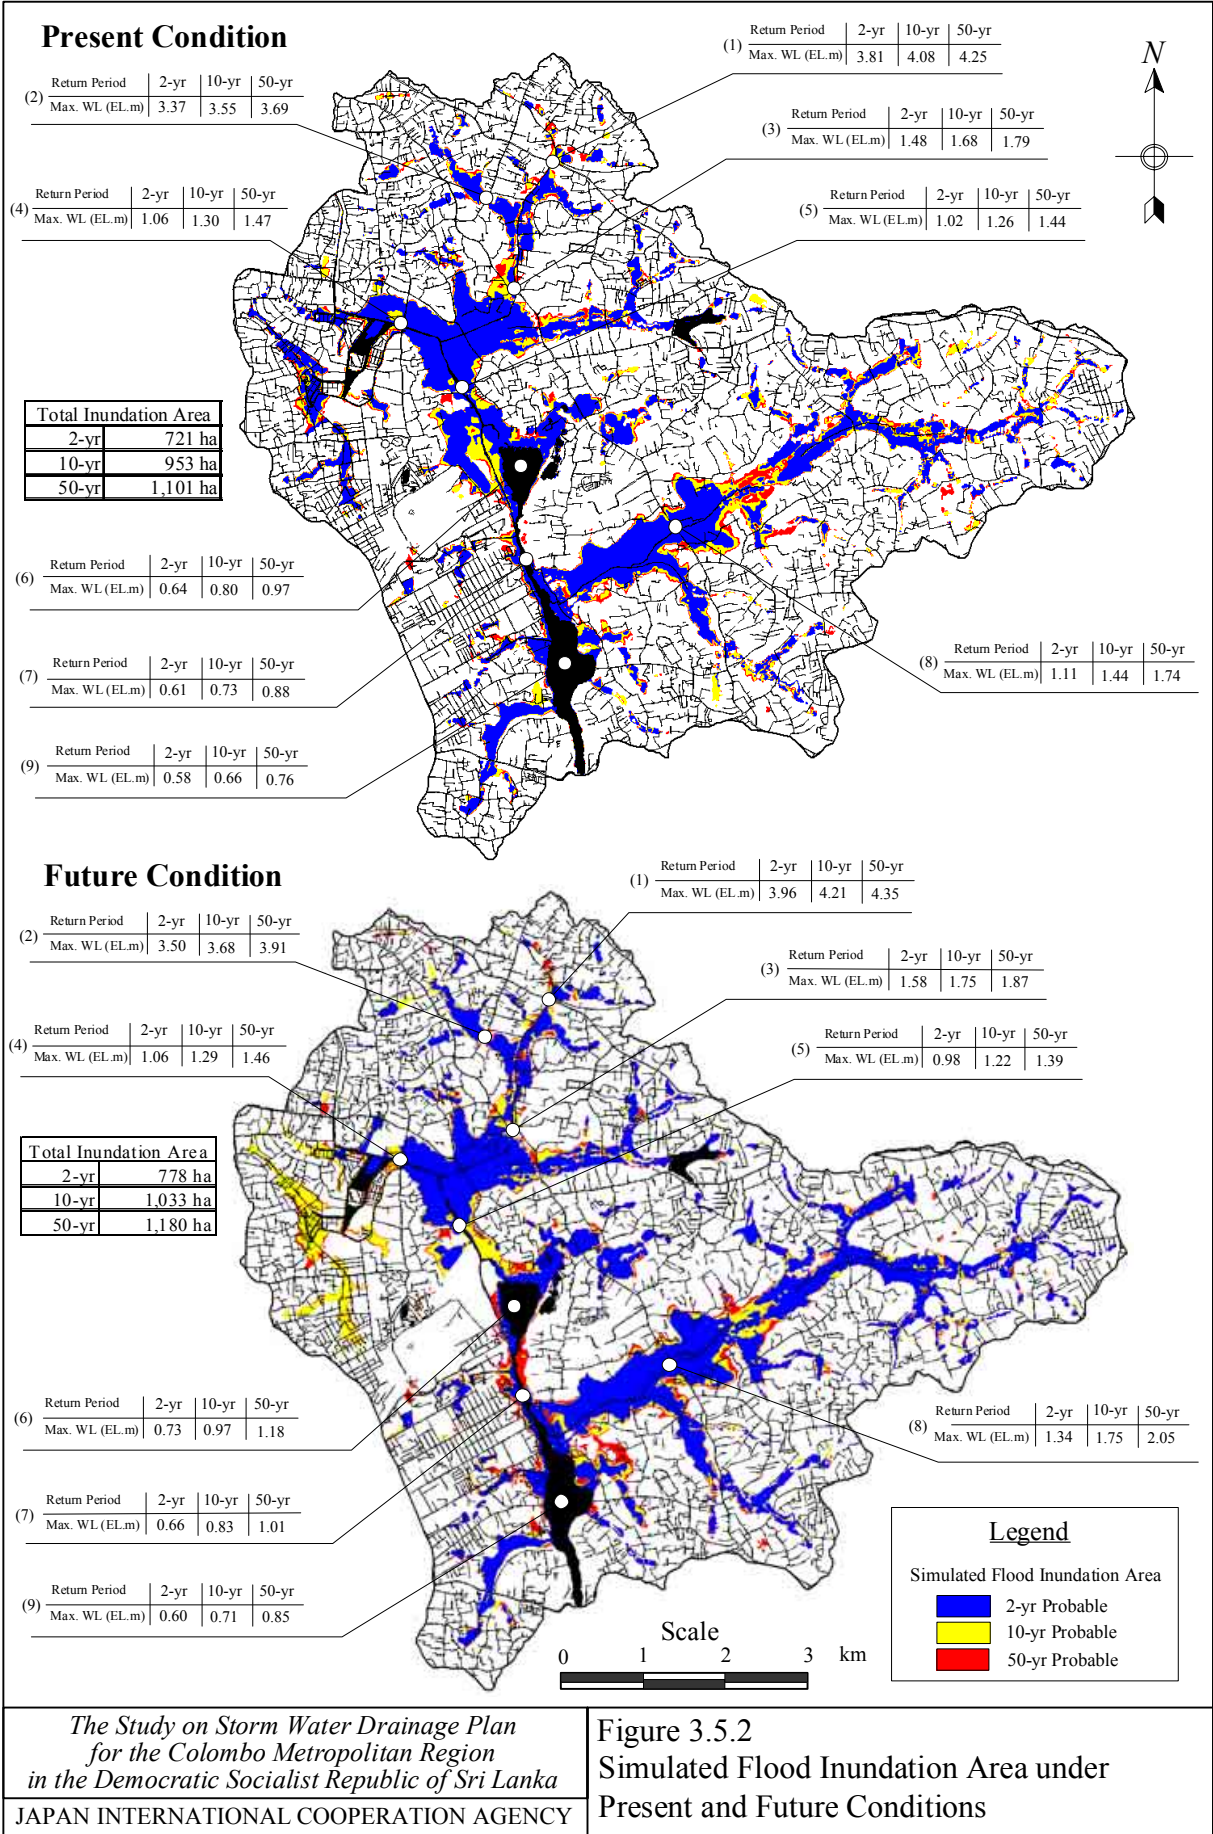 Present Condition
(1) Return Period 2-yr 10-yr 50-yr
Max. WL (EL.m) 3.81 4.08 4.25
N
(2) Return Period 2-yr 10-yr 50-yr
Max. WL (EL.m) 3.37 3.55 3.69
(3) Return Period 2-yr 10-yr 50-yr
Max. WL (EL.m) 1.48 1.68 1.79
(4) Return Period 2-yr 10-yr 50-yr
Max. WL (EL.m) 1.06 1.30 1.47
(5) Return Period 2-yr 10-yr 50-yr
Max. WL (EL.m) 1.02 1.26 1.44
Total Inundation Area
2-yr 721 ha
10-yr 953 ha
50-yr 1,101 ha
(6) Return Period 2-yr 10-yr 50-yr
Max. WL (EL.m) 0.64 0.80 0.97
(7) Return Period 2-yr 10-yr 50-yr
Max. WL (EL.m) 0.61 0.73 0.88
(8) Return Period 2-yr 10-yr 50-yr
Max. WL (EL.m) 1.11 1.44 1.74
(9) Return Period 2-yr 10-yr 50-yr
Max. WL (EL.m) 0.58 0.66 0.76
Future Condition
(1) Return Period 2-yr 10-yr 50-yr
Max. WL (EL.m) 3.96 4.21 4.35
(2) Return Period 2-yr 10-yr 50-yr
Max. WL (EL.m) 3.50 3.68 3.91
(3) Return Period 2-yr 10-yr 50-yr
Max. WL (EL.m) 1.58 1.75 1.87
(4) Return Period 2-yr 10-yr 50-yr
Max. WL (EL.m) 1.06 1.29 1.46
(5) Return Period 2-yr 10-yr 50-yr
Max. WL (EL.m) 0.98 1.22 1.39
Total Inundation Area
2-yr 778 ha
10-yr 1,033 ha
50-yr 1,180 ha
(6) Return Period 2-yr 10-yr 50-yr
Max. WL (EL.m) 0.73 0.97 1.18
(8) Return Period 2-yr 10-yr 50-yr
Max. WL (EL.m) 1.34 1.75 2.05
(7) Return Period 2-yr 10-yr 50-yr
Max. WL (EL.m) 0.66 0.83 1.01
(9) Return Period 2-yr 10-yr 50-yr
Max. WL (EL.m) 0.60 0.71 0.85
Legend
Simulated Flood Inundation Area
2-yr Probable
10-yr Probable
50-yr Probable
Scale
0 1 2 3 km
The Study on Storm Water Drainage Plan
for the Colombo Metropolitan Region
in the Democratic Socialist Republic of Sri Lanka
JAPAN INTERNATIONAL COOPERATION AGENCY
Figure 3.5.2
Simulated Flood Inundation Area under
Present and Future Conditions